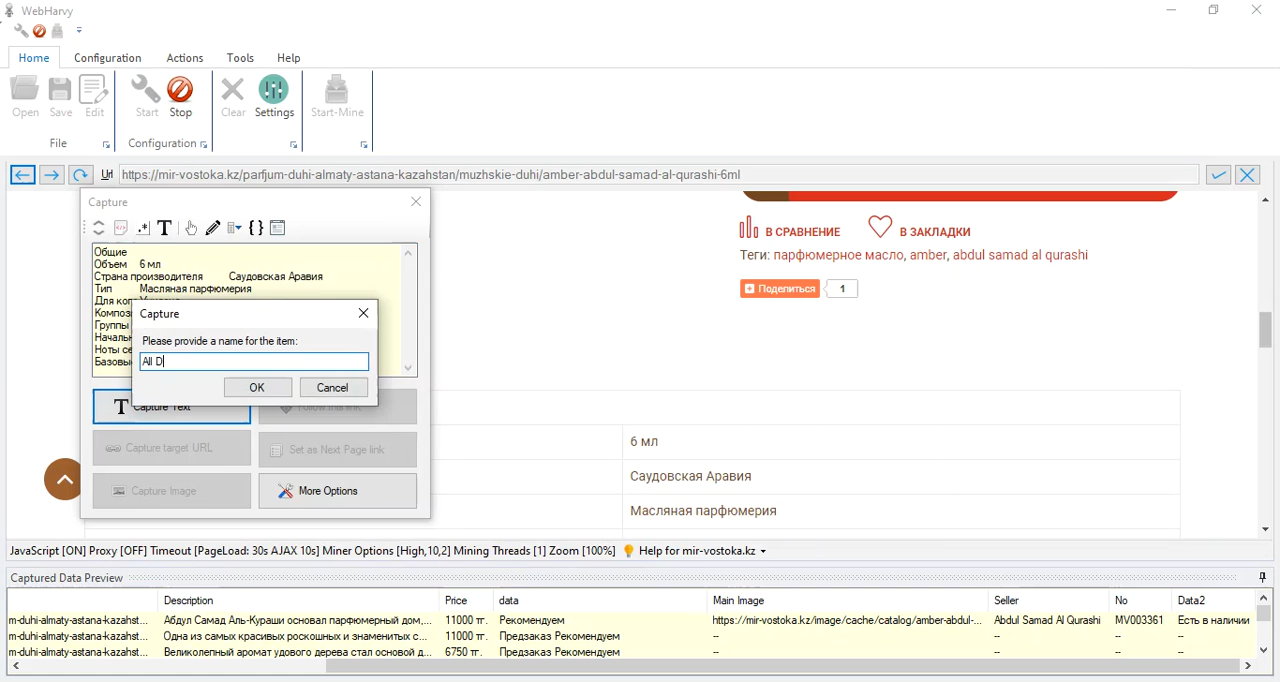 WebHarvy
Home Configuration Actions Tools Help
Open Save Edit Start Stop Clear Settings Start-Mine
File Configuration
Url https://mir-vostoka.kz/parfjum-duhi-almaty-astana-kazahstan/muzhskie-duhi/amber-abdul-samad-al-qurashi-6ml
Capture
Общие
Объем 6 мл
Страна производителя Саудовская Аравия
Тип Масляная парфюмерия
Для
Группы
Capture
Please provide a name for the item:
All D
OK Cancel
Capture Text Follow this link
Capture target URL Set as Next Page link
Capture Image More Options
В СРАВНЕНИЕ В ЗАКЛАДКИ
Теги: парфюмерное масло, amber, abdul samad al qurashi
Поделиться 1
6 мл
Саудовская Аравия
Масляная парфюмерия
JavaScript [ON] Proxy [OFF] Timeout [PageLoad: 30s AJAX 10s] Miner Options [High,10,2] Mining Threads [1] Zoom [100%] Help for mir-vostoka.kz
Captured Data Preview
Description Price data Main Image Seller No Data2
m-duhi-almaty-astana-kazahst... Абдул Самад Аль-Кураши основал парфюмерный дом,... 11000 тг. Рекомендуем https://mir-vostoka.kz/image/cache/catalog/amber-abdul-... Abdul Samad Al Qurashi MV003361 Есть в наличии
m-duhi-almaty-astana-kazahst... Одна из самых красивых роскошных и знаменитых с... 11000 тг. Предзаказ Рекомендуем -- -- -- --
m-duhi-almaty-astana-kazahst... Великолепный аромат удового дерева стал основой д... 6750 тг. Предзаказ Рекомендуем -- -- -- --